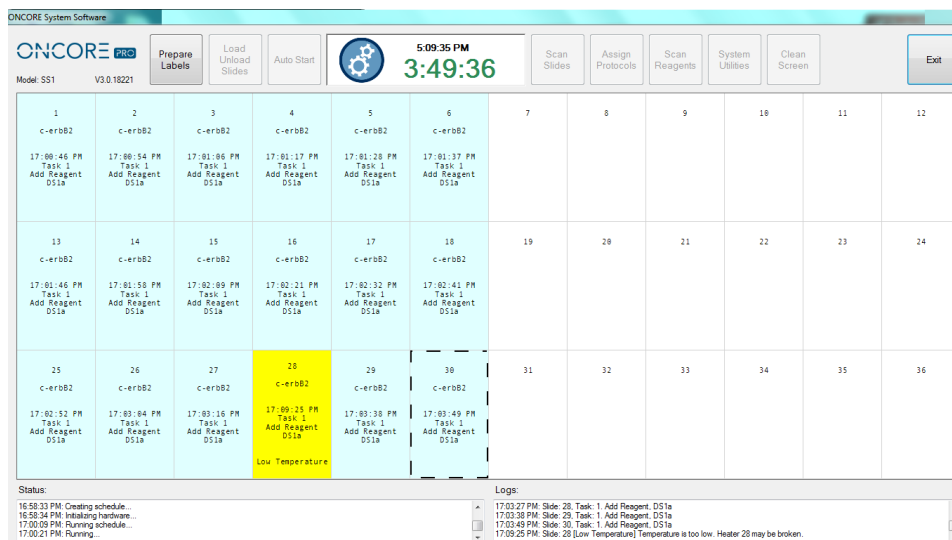 ONCORE System Software
ONCORE PRO
Model: SS1 V3.0.18221
Prepare Labels
Load Unload Slides
Auto Start
5:09:35 PM
3:49:36
Scan Slides
Assign Protocols
Scan Reagents
System Utilities
Clean Screen
Exit
1 2 3 4 5 6 7 8 9 10 11 12
c-erbB2 c-erbB2 c-erbB2 c-erbB2 c-erbB2 c-erbB2
17:00:46 PM 17:00:54 PM 17:01:06 PM 17:01:17 PM 17:01:28 PM 17:01:37 PM
Task 1 Task 1 Task 1 Task 1 Task 1 Task 1
Add Reagent Add Reagent Add Reagent Add Reagent Add Reagent Add Reagent
DS1a DS1a DS1a DS1a DS1a DS1a
13 14 15 16 17 18 19 20 21 22 23 24
c-erbB2 c-erbB2 c-erbB2 c-erbB2 c-erbB2 c-erbB2
17:01:46 PM 17:01:58 PM 17:02:09 PM 17:02:21 PM 17:02:32 PM 17:02:41 PM
Task 1 Task 1 Task 1 Task 1 Task 1 Task 1
Add Reagent Add Reagent Add Reagent Add Reagent Add Reagent Add Reagent
DS1a DS1a DS1a DS1a DS1a DS1a
25 26 27 28 29 30 31 32 33 34 35 36
c-erbB2 c-erbB2 c-erbB2 c-erbB2 c-erbB2 c-erbB2
17:02:52 PM 17:03:04 PM 17:03:16 PM 17:09:25 PM 17:03:38 PM 17:03:49 PM
Task 1 Task 1 Task 1 Task 1 Task 1 Task 1
Add Reagent Add Reagent Add Reagent Add Reagent Add Reagent Add Reagent
DS1a DS1a DS1a DS1a DS1a DS1a
Low Temperature
Status:
16:58:33 PM: Creating schedule...
16:58:34 PM: Initializing hardware...
17:00:09 PM: Running schedule...
17:00:21 PM: Running...
Logs:
17:03:27 PM: Slide: 28, Task: 1. Add Reagent, DS1a
17:03:38 PM: Slide: 29, Task: 1. Add Reagent, DS1a
17:03:49 PM: Slide: 30, Task: 1. Add Reagent, DS1a
17:09:25 PM: Slide: 28 [Low Temperature] Temperature is too low. Heater 28 may be broken.